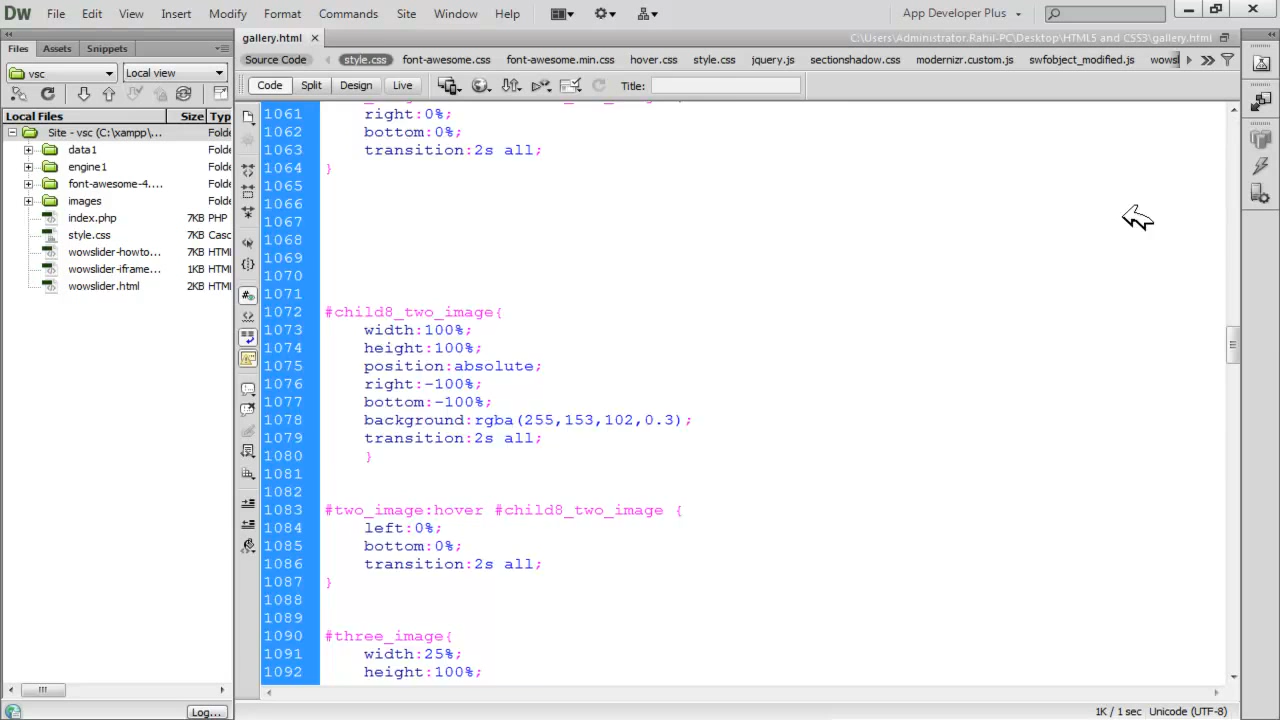 Dw File Edit View Insert Modify Format Commands Site Window Help App Developer Plus
Files Assets Snippets
gallery.html
C:\Users\Administrator.Rahil-PC\Desktop\HTML5 and CSS3\gallery.html
Source Code style.css font-awesome.css font-awesome.min.css hover.css style.css jquery.js sectionshadow.css modernizr.custom.js swfobject_modified.js wowsl
vsc Local view
Code Split Design Live Title:
Local Files Size Typ
Site - vsc (C:\xampp\... Folde
data1 Folde
engine1 Folde
font-awesome-4.... Folde
images Folde
index.php 7KB PHP
style.css 7KB Casc
wowslider-howto... 7KB HTM
wowslider-iframe... 1KB HTM
wowslider.html 2KB HTM
1061 right:0%;
1062 bottom:0%;
1063 transition:2s all;
1064 }
1065
1066
1067
1068
1069
1070
1071
1072 #child8_two_image{
1073 width:100%;
1074 height:100%;
1075 position:absolute;
1076 right:-100%;
1077 bottom:-100%;
1078 background:rgba(255,153,102,0.3);
1079 transition:2s all;
1080 }
1081
1082
1083 #two_image:hover #child8_two_image {
1084 left:0%;
1085 bottom:0%;
1086 transition:2s all;
1087 }
1088
1089
1090 #three_image{
1091 width:25%;
1092 height:100%;
Log...
1K / 1 sec Unicode (UTF-8)